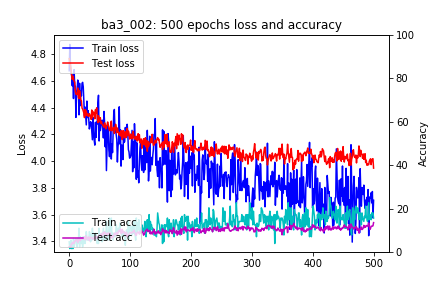 ba3_002: 500 epochs loss and accuracy
Train loss
Test loss
Train acc
Test acc
Loss
4.8
4.6
4.4
4.2
4.0
3.8
3.6
3.4
100
80
60
40
20
0
Accuracy
0
100
200
300
400
500